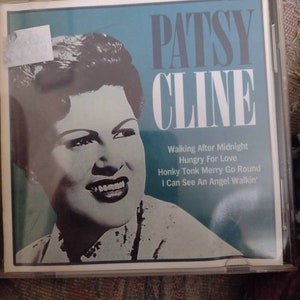 PATSY
CLINE
Walking After Midnight
Hungry For Love
Honky Tonk Merry Go Round
I Can See An Angel Walkin'